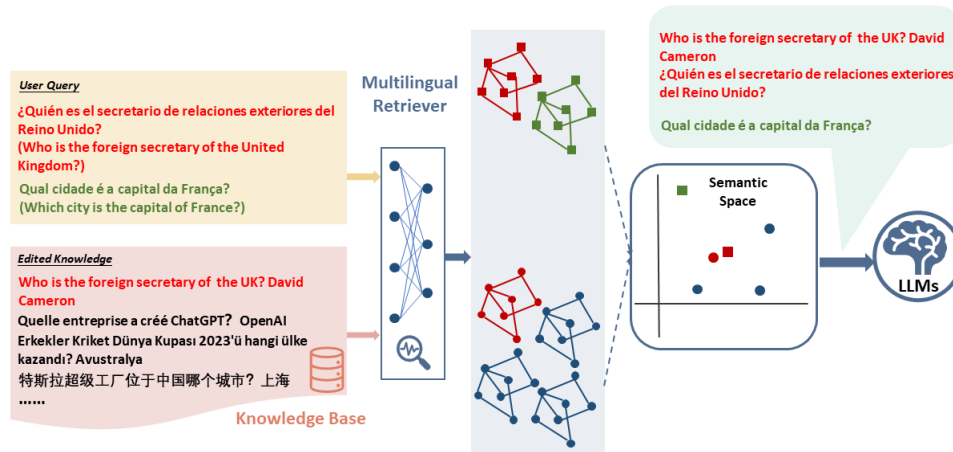 User Query
¿Quién es el secretario de relaciones exteriores del
Reino Unido?
(Who is the foreign secretary of the United
Kingdom?)
Qual cidade é a capital da França?
(Which city is the capital of France?)
Edited Knowledge
Who is the foreign secretary of the UK? David
Cameron
Quelle entreprise a créé ChatGPT? OpenAI
Erkekler Kriket Dünya Kupası 2023'ü hangi ülke
kazandı? Avustralya
特斯拉超级工厂位于中国哪个城市? 上海
......
Knowledge Base
Multilingual
Retriever
Semantic
Space
Who is the foreign secretary of the UK? David
Cameron
¿Quién es el secretario de relaciones exteriores
del Reino Unido?
Qual cidade é a capital da França?
LLMs